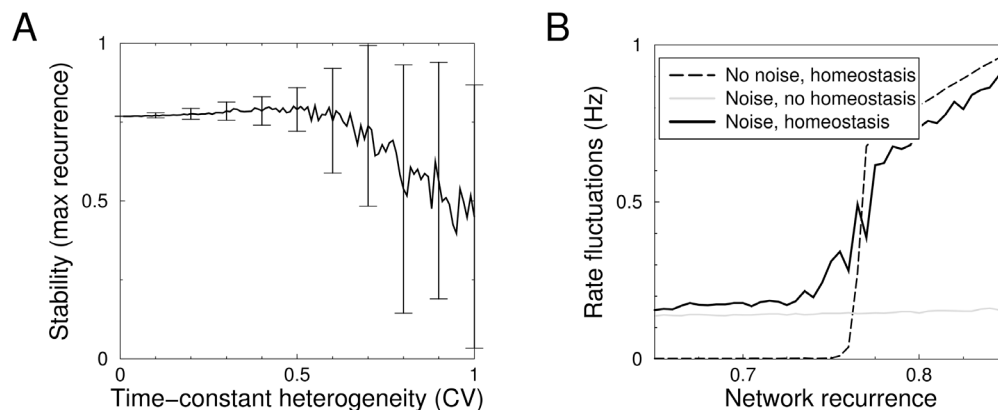 A
1
0.5
0
0
0.5
1
Stability (max recurrence)
Time−constant heterogeneity (CV)
B
1
0.5
0
0.7
0.8
Rate fluctuations (Hz)
Network recurrence
No noise, homeostasis
Noise, no homeostasis
Noise, homeostasis